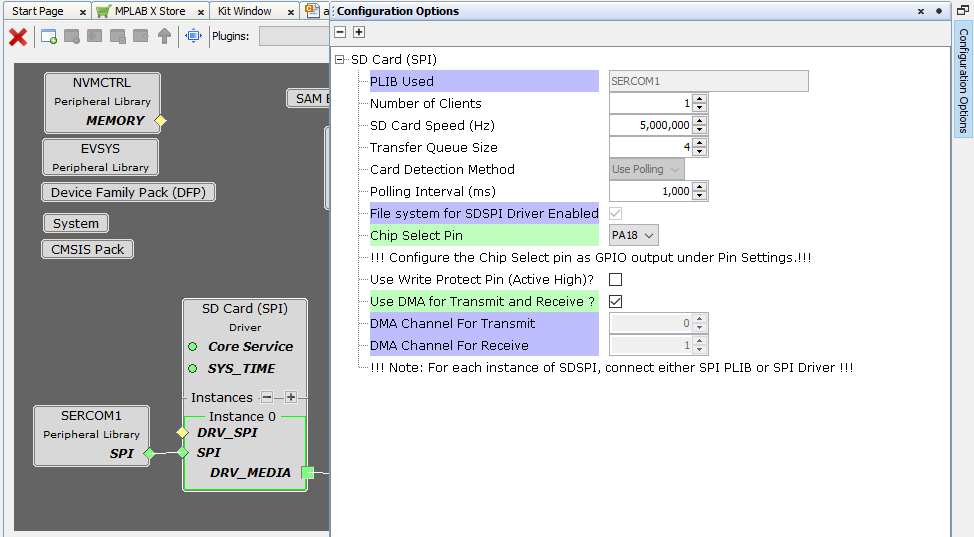 Start Page
MPLAB X Store
Kit Window
a
Plugins:
NVMCTRL
Peripheral Library
MEMORY
EVSYS
Peripheral Library
Device Family Pack (DFP)
System
CMSIS Pack
SAM
SD Card (SPI)
Driver
Core Service
SYS_TIME
Instances
Instance 0
DRV_SPI
SPI
DRV_MEDIA
SERCOM1
Peripheral Library
SPI
Configuration Options
SD Card (SPI)
PLIB Used SERCOM1
Number of Clients 1
SD Card Speed (Hz) 5,000,000
Transfer Queue Size 4
Card Detection Method Use Polling
Polling Interval (ms) 1,000
File system for SDSPI Driver Enabled
Chip Select Pin PA18
!!! Configure the Chip Select pin as GPIO output under Pin Settings.!!!
Use Write Protect Pin (Active High)?
Use DMA for Transmit and Receive ?
DMA Channel For Transmit 0
DMA Channel For Receive 1
!!! Note: For each instance of SDSPI, connect either SPI PLIB or SPI Driver !!!
Configuration Options